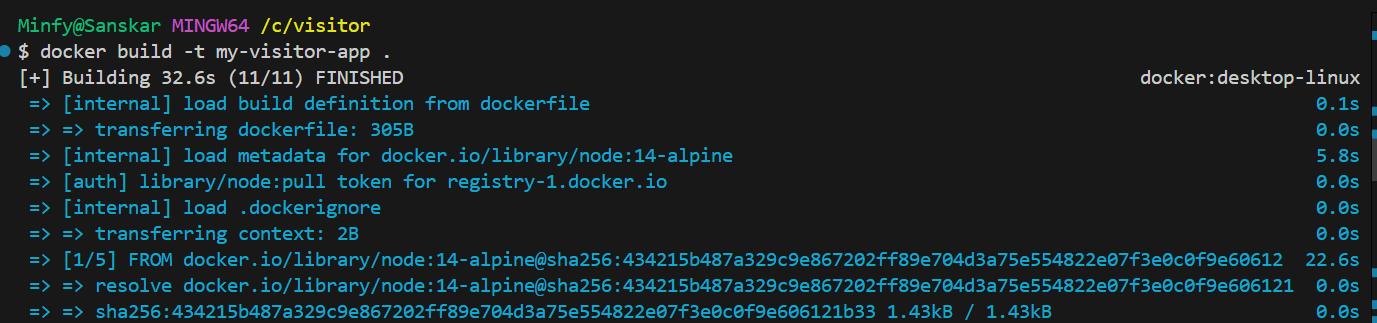 Minfy@Sanskar MINGW64 /c/visitor
$ docker build -t my-visitor-app .
[+] Building 32.6s (11/11) FINISHED docker:desktop-linux
=> [internal] load build definition from dockerfile 0.1s
=> => transferring dockerfile: 305B 0.0s
=> [internal] load metadata for docker.io/library/node:14-alpine 5.8s
=> [auth] library/node:pull token for registry-1.docker.io 0.0s
=> [internal] load .dockerignore 0.0s
=> => transferring context: 2B 0.0s
=> [1/5] FROM docker.io/library/node:14-alpine@sha256:434215b487a329c9e867202ff89e704d3a75e554822e07f3e0c0f9e60612 22.6s
=> => resolve docker.io/library/node:14-alpine@sha256:434215b487a329c9e867202ff89e704d3a75e554822e07f3e0c0f9e606121 0.0s
=> => sha256:434215b487a329c9e867202ff89e704d3a75e554822e07f3e0c0f9e606121b33 1.43kB / 1.43kB 0.0s